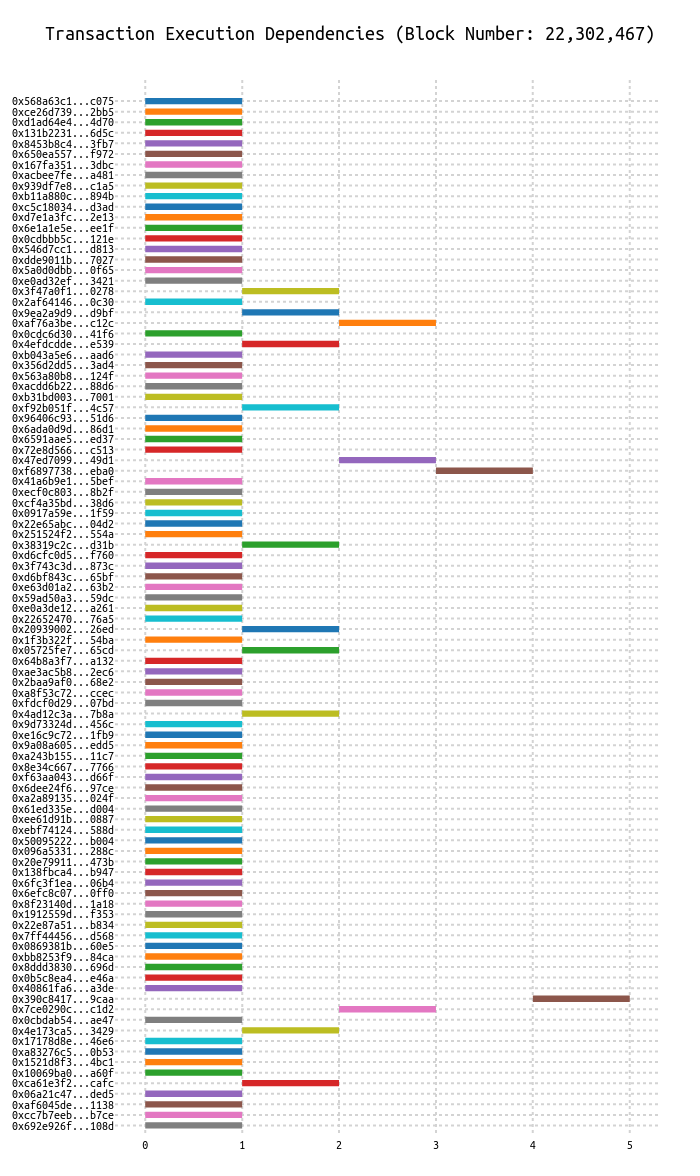 Transaction Execution Dependencies (Block Number: 22,302,467)
0x568a63c1...c075
0xce26d739...2bb5
0xd1ad64e4...4d70
0x131b2231...6d5c
0x8453b8c4...3fb7
0x650ea557...f972
0x167fa351...3dbc
0xacbee7fe...a481
0x939df7e8...c1a5
0xb11a880c...894b
0xc5c18034...d3ad
0xd7e1a3fc...2e13
0x6e1a1e5e...ee1f
0x0cdbbb5c...121e
0x546d7cc1...d813
0xdde9011b...7027
0x5a0d0dbb...0f65
0xe0ad32ef...3421
0x3f47a0f1...0278
0x2af64146...0c30
0x9ea2a9d9...d9bf
0xaf76a3be...c12c
0x0cdc6d30...41f6
0x4efdcdde...e539
0xb043a5e6...aad6
0x356d2dd5...3ad4
0x563a80b8...124f
0xacdd6b22...88d6
0xb31bd003...7001
0xf92b051f...4c57
0x96406c93...51d6
0x6ada0d9d...86d1
0x6591aae5...ed37
0x72e8d566...c513
0x47ed7099...49d1
0xf6897738...eba0
0x41a6b9e1...5bef
0xecf0c803...8b2f
0xcf4a35bd...38d6
0x0917a59e...1f59
0x22e65abc...04d2
0x251524f2...554a
0x38319c2c...d31b
0xd6cfc0d5...f760
0x3f743c3d...873c
0xd6bf843c...65bf
0xe63d01a2...63b2
0x59ad50a3...59dc
0xe0a3de12...a261
0x22652470...76a5
0x20939002...26ed
0x1f3b322f...54ba
0x05725fe7...65cd
0x64b8a3f7...a132
0xae3ac5b8...2ec6
0x2baa9af0...68e2
0xa8f53c72...ccec
0xfdcf0d29...07bd
0x4ad12c3a...7b8a
0x9d73324d...456c
0xe16c9c72...1fb9
0x9a08a605...edd5
0xa243b155...11c7
0x8e34c667...7766
0xf63aa043...d66f
0x6dee24f6...97ce
0xa2a89135...024f
0x61ed335e...d004
0xee61d91b...0887
0xebf74124...588d
0x50095222...b004
0x096a5331...288c
0x20e79911...473b
0x138fbca4...b947
0x6fc3f1ea...06b4
0x6efc8c07...0ff0
0x8f23140d...1a18
0x1912559d...f353
0x22e87a51...b834
0x7ff44456...d568
0x0869381b...60e5
0xbb8253f9...84ca
0x8ddd3830...696d
0x0b5c8ea4...e46a
0x40861fa6...a3de
0x390c8417...9caa
0x7ce0290c...c1d2
0x0cbdab54...ae47
0x4e173ca5...3429
0x17178d8e...46e6
0xa83276c5...0b53
0x1521d8f3...4bc1
0x10069ba0...a60f
0xca61e3f2...cafc
0x06a21c47...ded5
0xaf6045de...1138
0xcc7b7eeb...b7ce
0x692e926f...108d
0 1 2 3 4 5